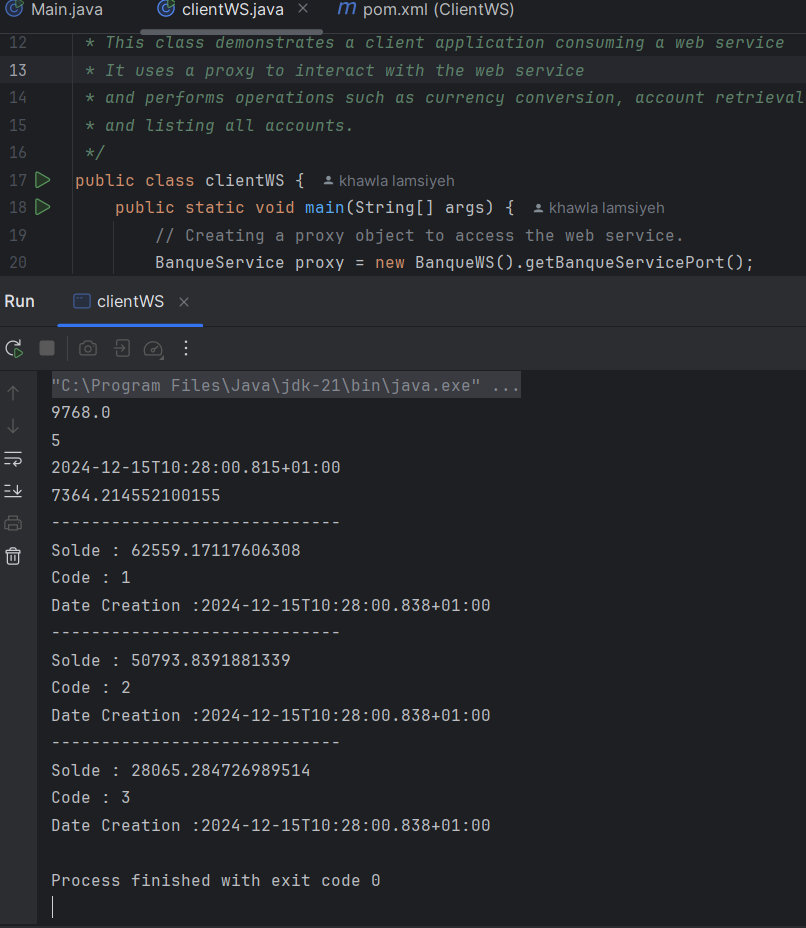 Main.java clientWS.java pom.xml (ClientWS)
12 * This class demonstrates a client application consuming a web service
13 * It uses a proxy to interact with the web service
14 * and performs operations such as currency conversion, account retrieval
15 * and listing all accounts.
16 */
17 public class clientWS { khawla lamsiyeh
18 public static void main(String[] args) { khawla lamsiyeh
19 // Creating a proxy object to access the web service.
20 BanqueService proxy = new BanqueWS().getBanqueServicePort();
Run clientWS
"C:\Program Files\Java\jdk-21\bin\java.exe" ...
9768.0
5
2024-12-15T10:28:00.815+01:00
7364.214552100155
-----------------------------
Solde : 62559.17117606308
Code : 1
Date Creation :2024-12-15T10:28:00.838+01:00
-----------------------------
Solde : 50793.8391881339
Code : 2
Date Creation :2024-12-15T10:28:00.838+01:00
-----------------------------
Solde : 28065.284726989514
Code : 3
Date Creation :2024-12-15T10:28:00.838+01:00
Process finished with exit code 0